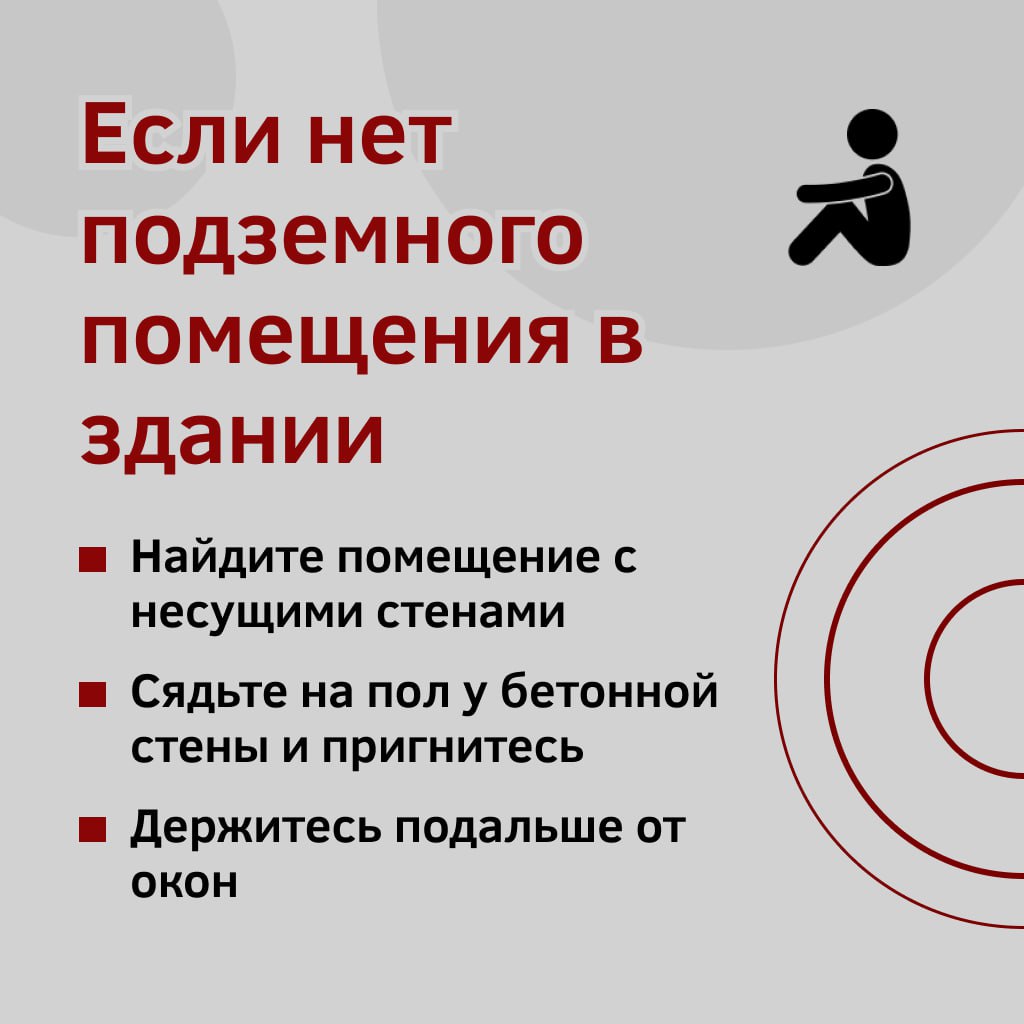 Если нет
подземного
помещения в
здании
Найдите помещение с
несущими стенами
Сядьте на пол у бетонной
стены и пригнитесь
Держитесь подальше от
окон